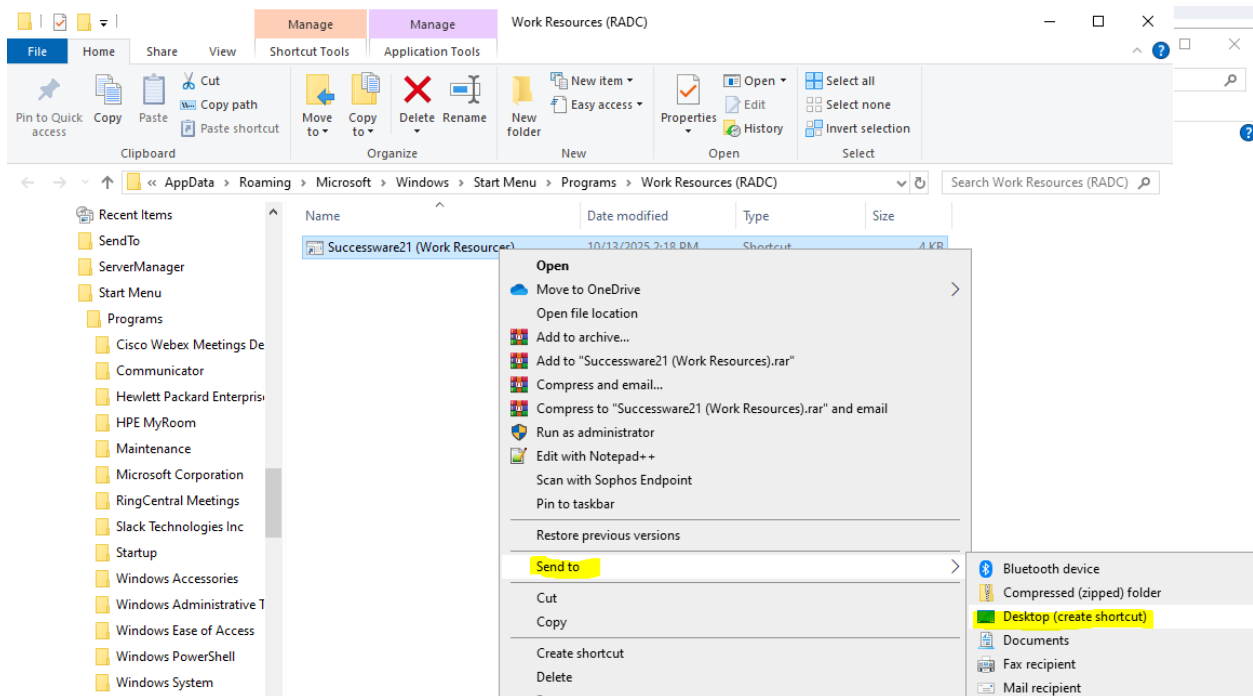 Manage
Manage
Work Resources (RADC)
File
Home
Share
View
Shortcut Tools
Application Tools
Pin to Quick access
Copy
Paste
Cut
Copy path
Paste shortcut
Clipboard
Move to
Copy to
Delete
Rename
Organize
New folder
New item
Easy access
New
Properties
Open
Edit
History
Open
Select all
Select none
Invert selection
Select
« AppData > Roaming > Microsoft > Windows > Start Menu > Programs > Work Resources (RADC)
Search Work Resources (RADC)
Recent Items
SendTo
ServerManager
Start Menu
Programs
Cisco Webex Meetings De
Communicator
Hewlett Packard Enterpris
HPE MyRoom
Maintenance
Microsoft Corporation
RingCentral Meetings
Slack Technologies Inc
Startup
Windows Accessories
Windows Administrative T
Windows Ease of Access
Windows PowerShell
Windows System
Name
Date modified
Type
Size
Successware21 (Work Resources)
10/13/2025 2:18 PM
Shortcut
4 KB
Open
Move to OneDrive
Open file location
Add to archive...
Add to "Successware21 (Work Resources).rar"
Compress and email...
Compress to "Successware21 (Work Resources).rar" and email
Run as administrator
Edit with Notepad++
Scan with Sophos Endpoint
Pin to taskbar
Restore previous versions
Send to
Cut
Copy
Create shortcut
Delete
Bluetooth device
Compressed (zipped) folder
Desktop (create shortcut)
Documents
Fax recipient
Mail recipient